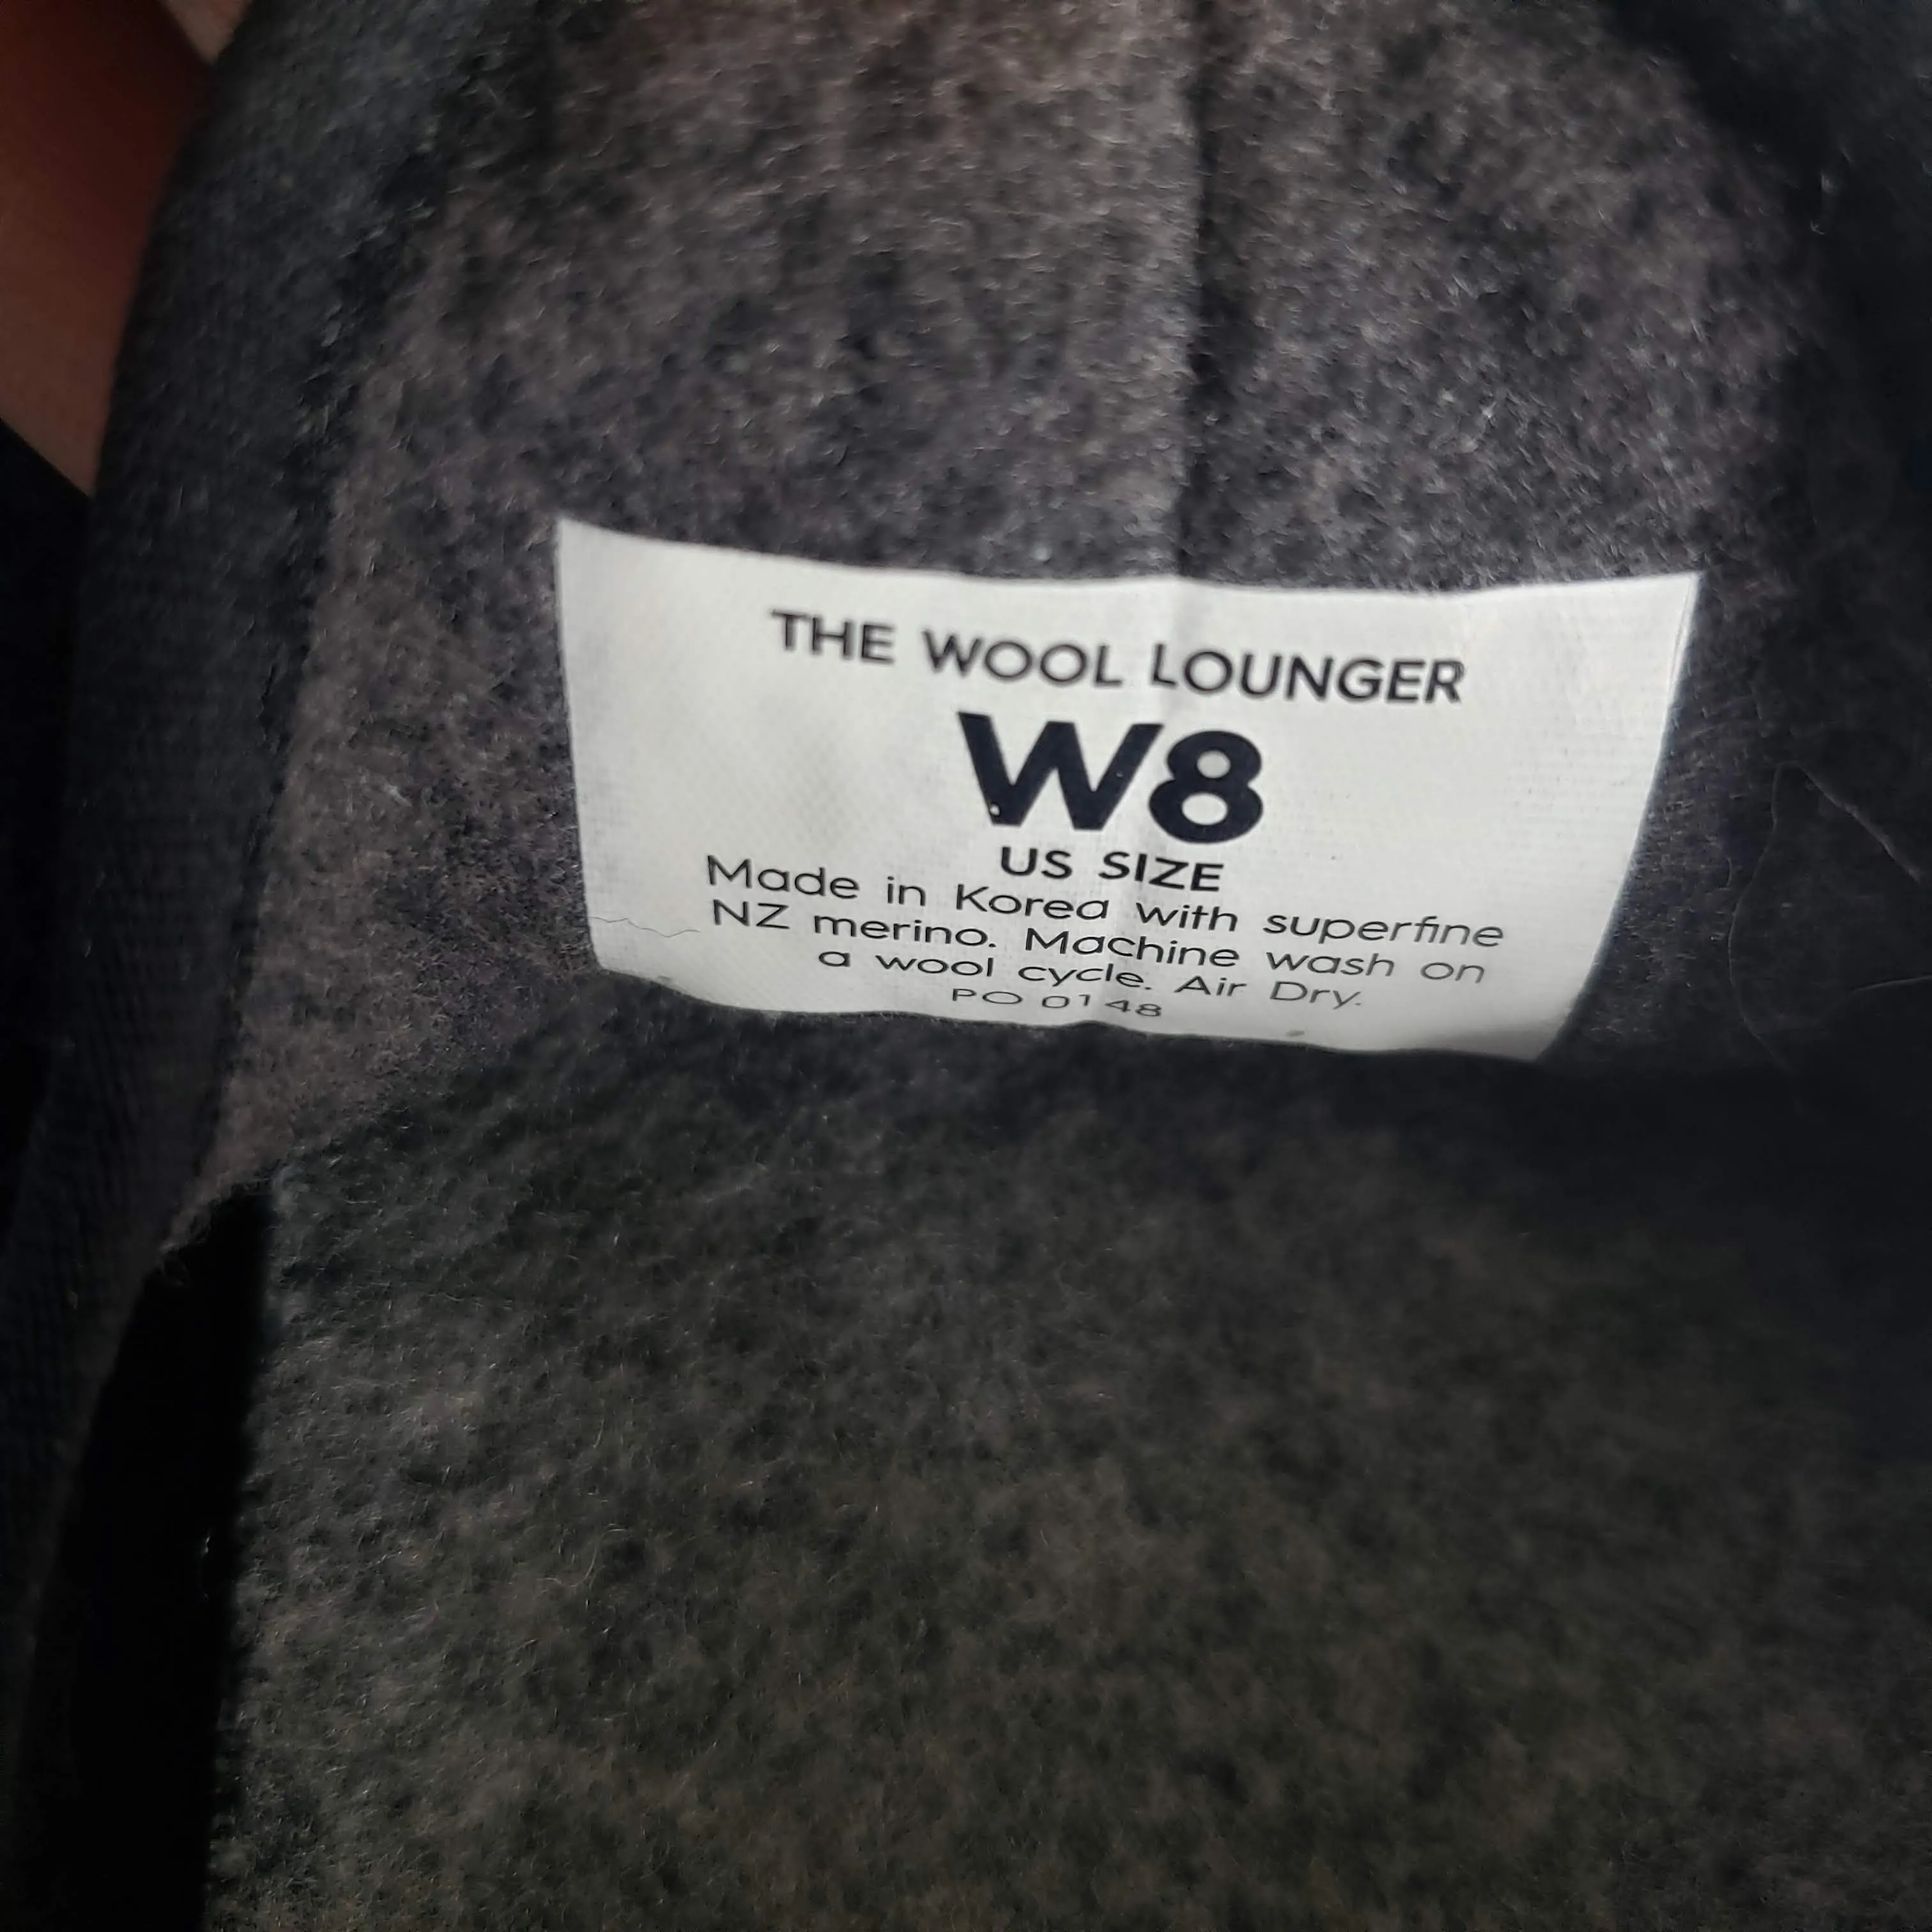 THE WOOL LOUNGER
W8
US SIZE
Made in Korea with superfine
NZ merino. Machine wash on
a wool cycle. Air Dry.
PO 0148